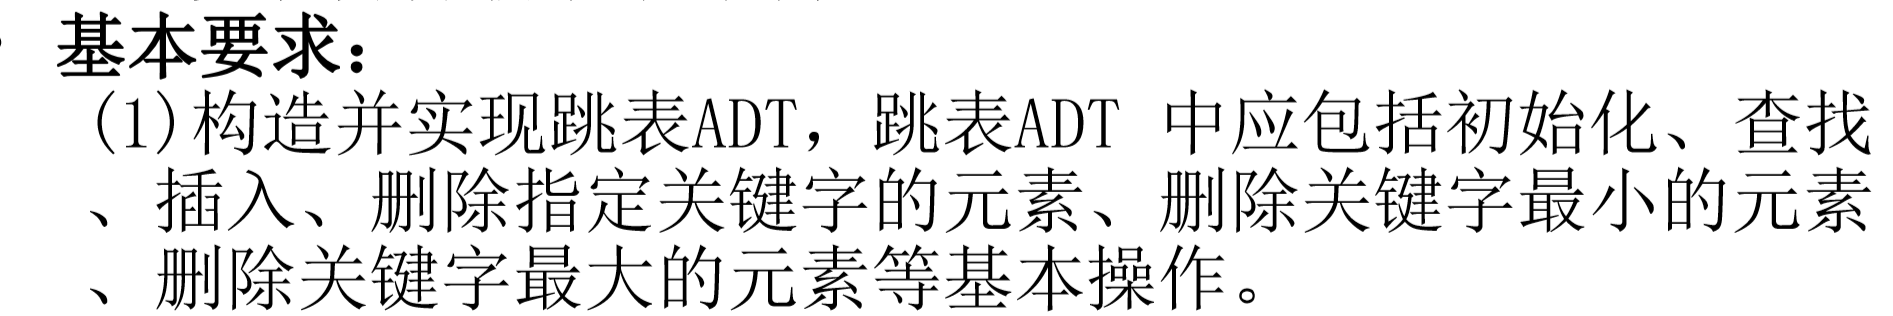 • 基本要求：
(1)构造并实现跳表ADT，跳表ADT 中应包括初始化、查找
、插入、删除指定关键字的元素、删除关键字最小的元素
、删除关键字最大的元素等基本操作。